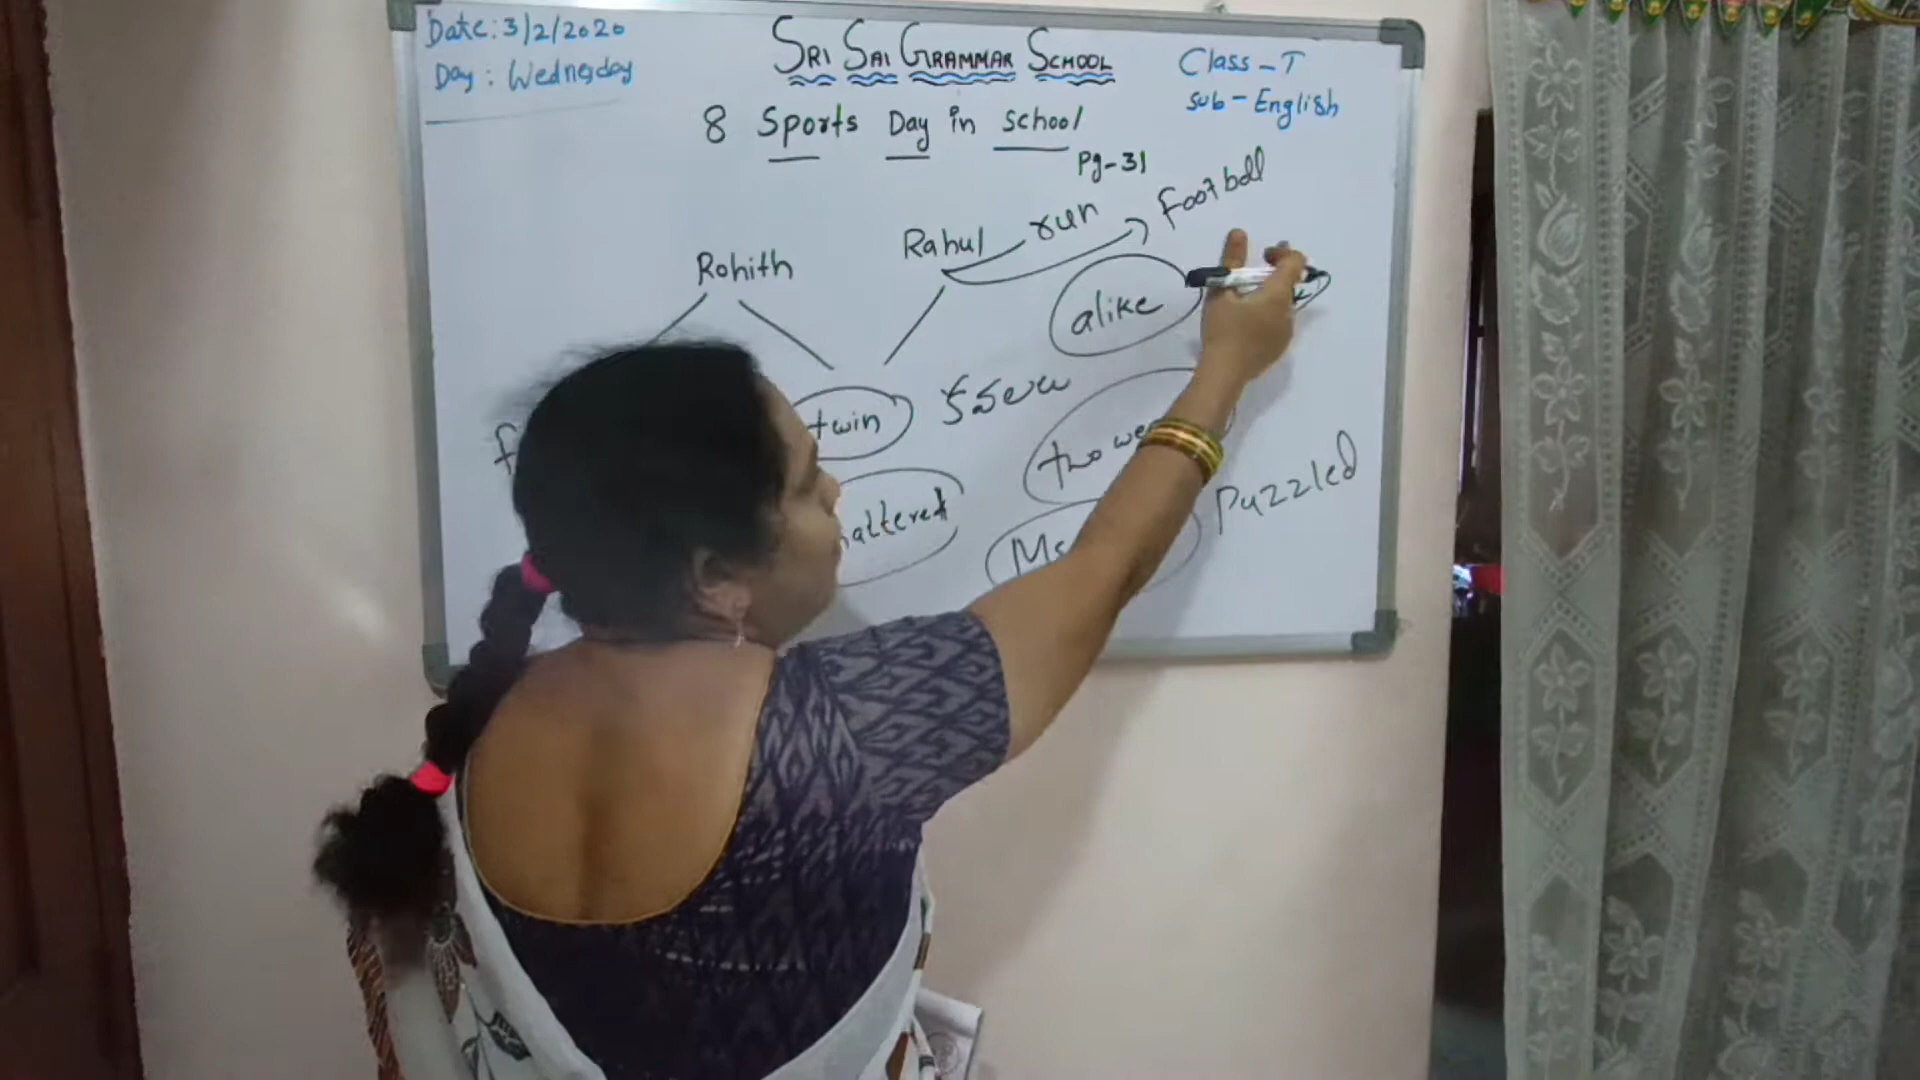 Date: 3/2/2020
Day: Wednesday
SRI SAI GRAMMAR SCHOOL
Class - I
Sub - English
8 Sports Day in School
Pg-31
Rohith
Rahul
run
Football
alike
twin
కవలలు
two
Puzzled